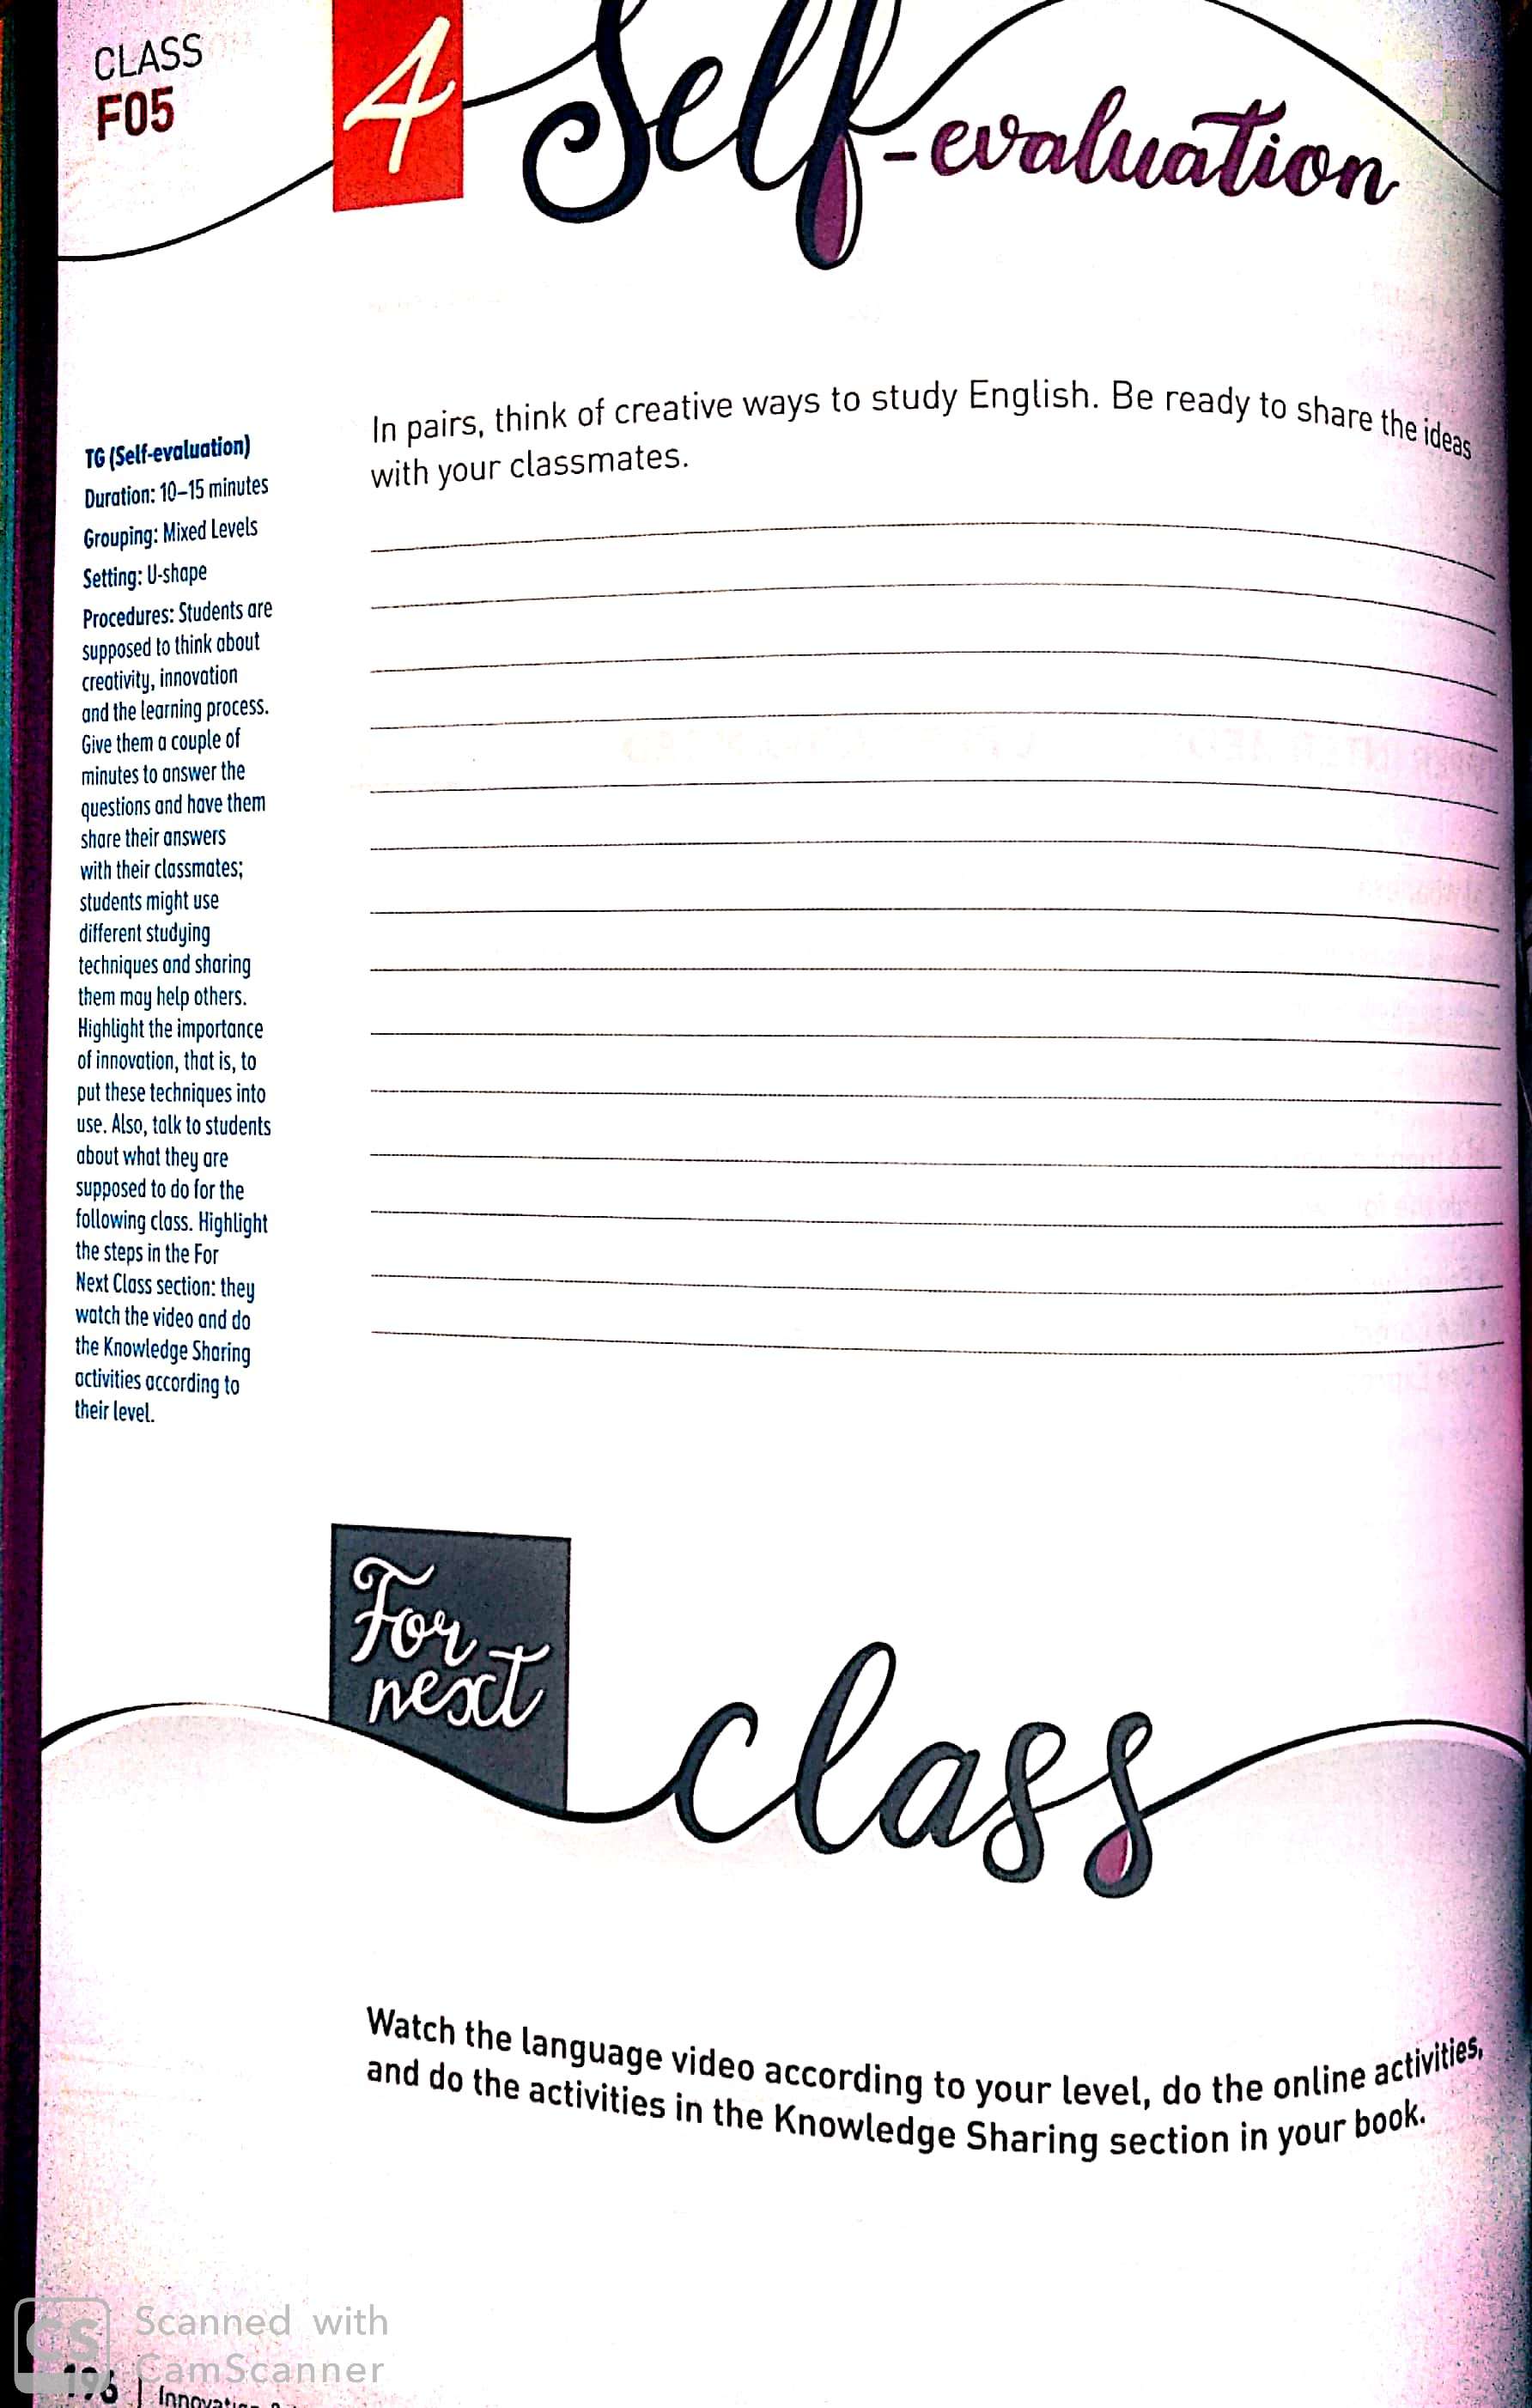 CLASS
F05
4 Self-evaluation
In pairs, think of creative ways to study English. Be ready to share the ideas
with your classmates.
TG (Self-evaluation)
Duration: 10–15 minutes
Grouping: Mixed Levels
Setting: U-shape
Procedures: Students are
supposed to think about
creativity, innovation
and the learning process.
Give them a couple of
minutes to answer the
questions and have them
share their answers
with their classmates;
students might use
different studying
techniques and sharing
them may help others.
Highlight the importance
of innovation, that is, to
put these techniques into
use. Also, talk to students
about what they are
supposed to do for the
following class. Highlight
the steps in the For
Next Class section: they
watch the video and do
the Knowledge Sharing
activities according to
their level.
For
next
class
Watch the language video according to your level, do the online activities,
and do the activities in the Knowledge Sharing section in your book.
CS
Scanned with
CamScanner